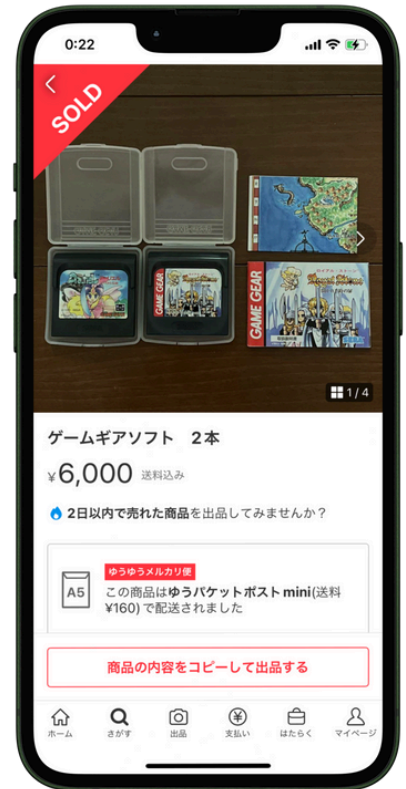 0:22
SOLD
GAME GEAR
GAME GEAR
1/4
ゲームギアソフト 2本
¥6,000 送料込み
2日以内で売れた商品を出品してみませんか？
A5
ゆうゆうメルカリ便
この商品はゆうパケットポストmini(送料
¥160)で配送されました
商品の内容をコピーして出品する
ホーム
さがす
出品
支払い
はたらく
マイページ